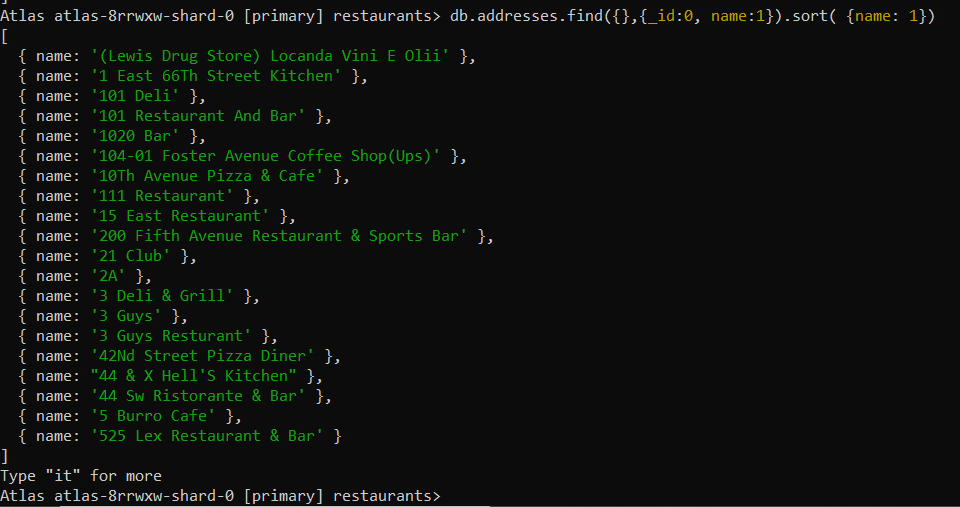 ]
Atlas atlas-8rrwxw-shard-0 [primary] restaurants> db.addresses.find({},{_id:0, name:1}).sort( {name: 1})
[
  { name: '(Lewis Drug Store) Locanda Vini E Olii' },
  { name: '1 East 66Th Street Kitchen' },
  { name: '101 Deli' },
  { name: '101 Restaurant And Bar' },
  { name: '1020 Bar' },
  { name: '104-01 Foster Avenue Coffee Shop(Ups)' },
  { name: '10Th Avenue Pizza & Cafe' },
  { name: '111 Restaurant' },
  { name: '15 East Restaurant' },
  { name: '200 Fifth Avenue Restaurant & Sports Bar' },
  { name: '21 Club' },
  { name: '2A' },
  { name: '3 Deli & Grill' },
  { name: '3 Guys' },
  { name: '3 Guys Resturant' },
  { name: '42Nd Street Pizza Diner' },
  { name: "44 & X Hell'S Kitchen" },
  { name: '44 Sw Ristorante & Bar' },
  { name: '5 Burro Cafe' },
  { name: '525 Lex Restaurant & Bar' }
]
Type "it" for more
Atlas atlas-8rrwxw-shard-0 [primary] restaurants>